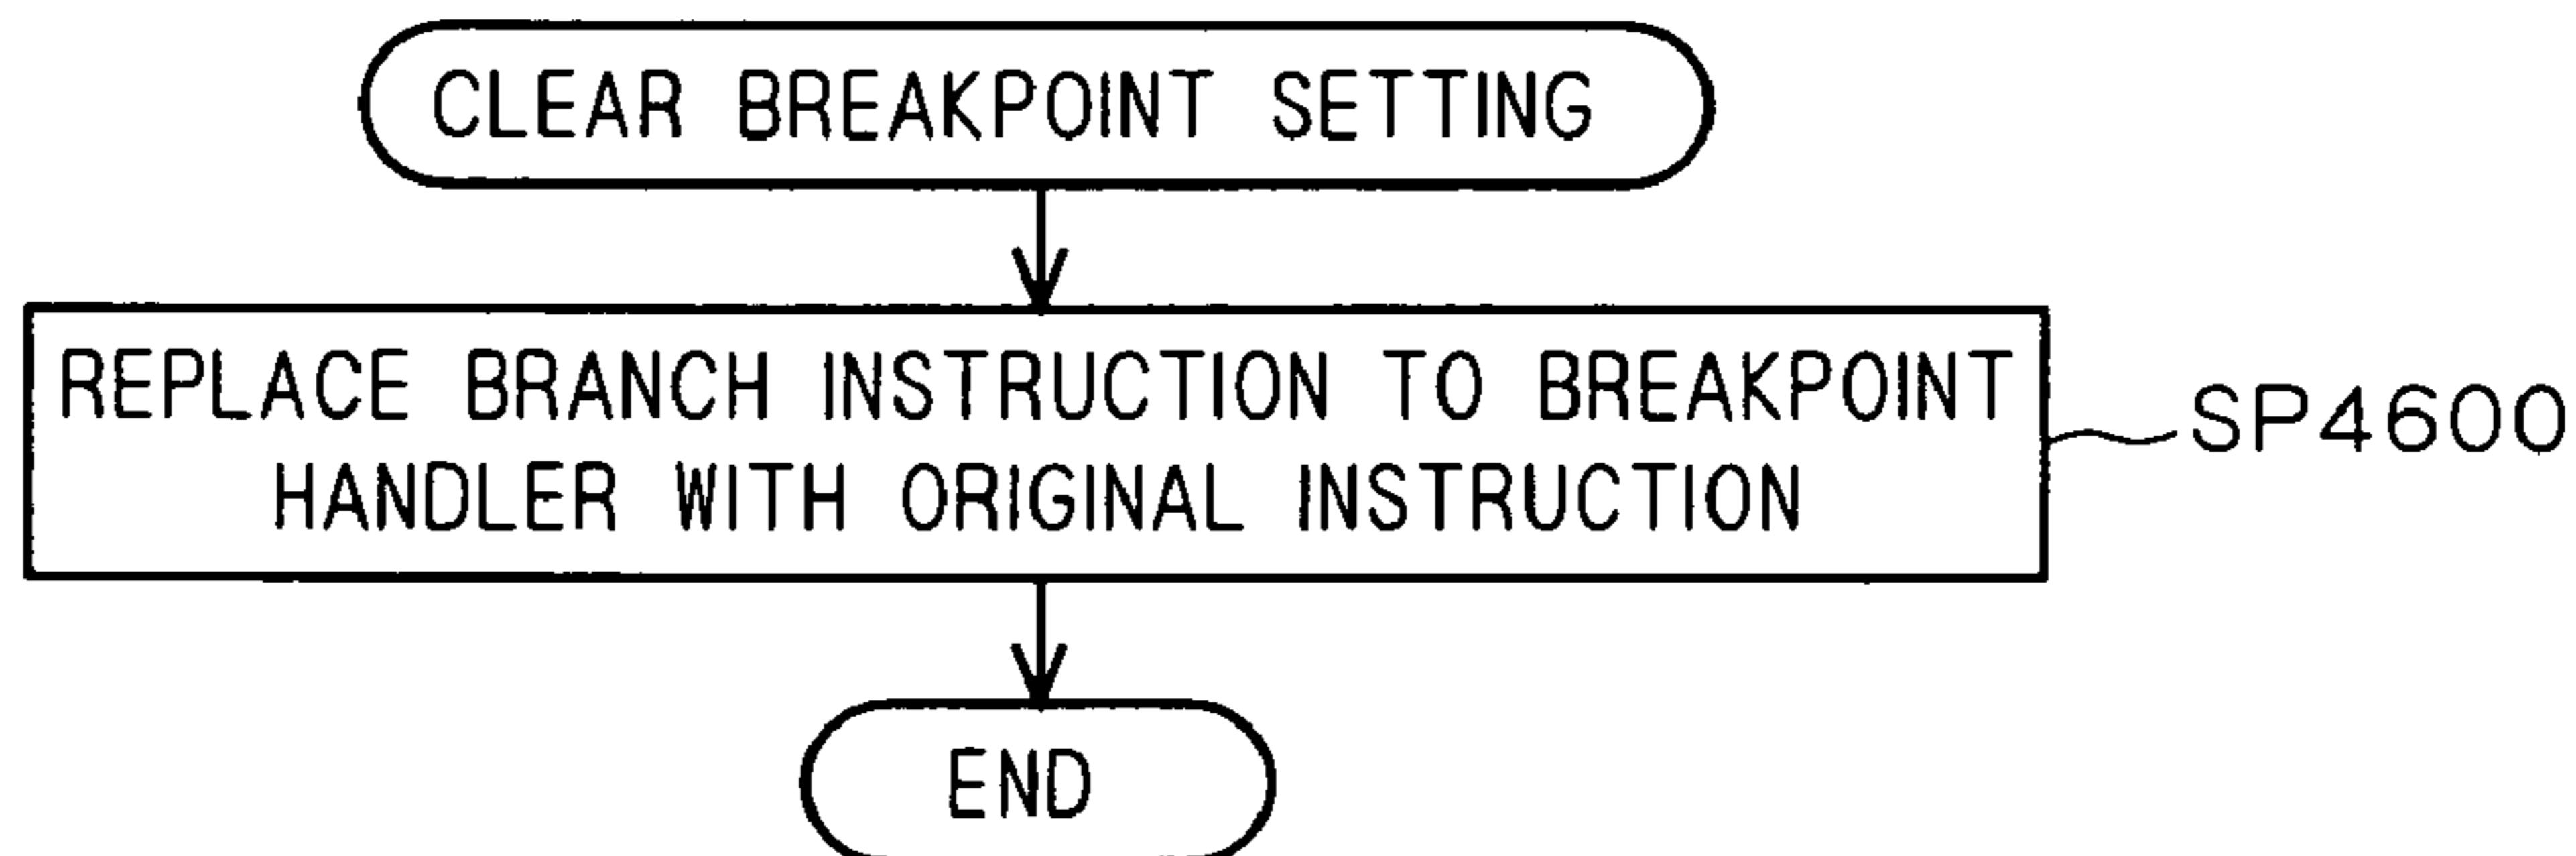 CLEAR BREAKPOINT SETTING
REPLACE BRANCH INSTRUCTION TO BREAKPOINT
HANDLER WITH ORIGINAL INSTRUCTION
SP4600
END